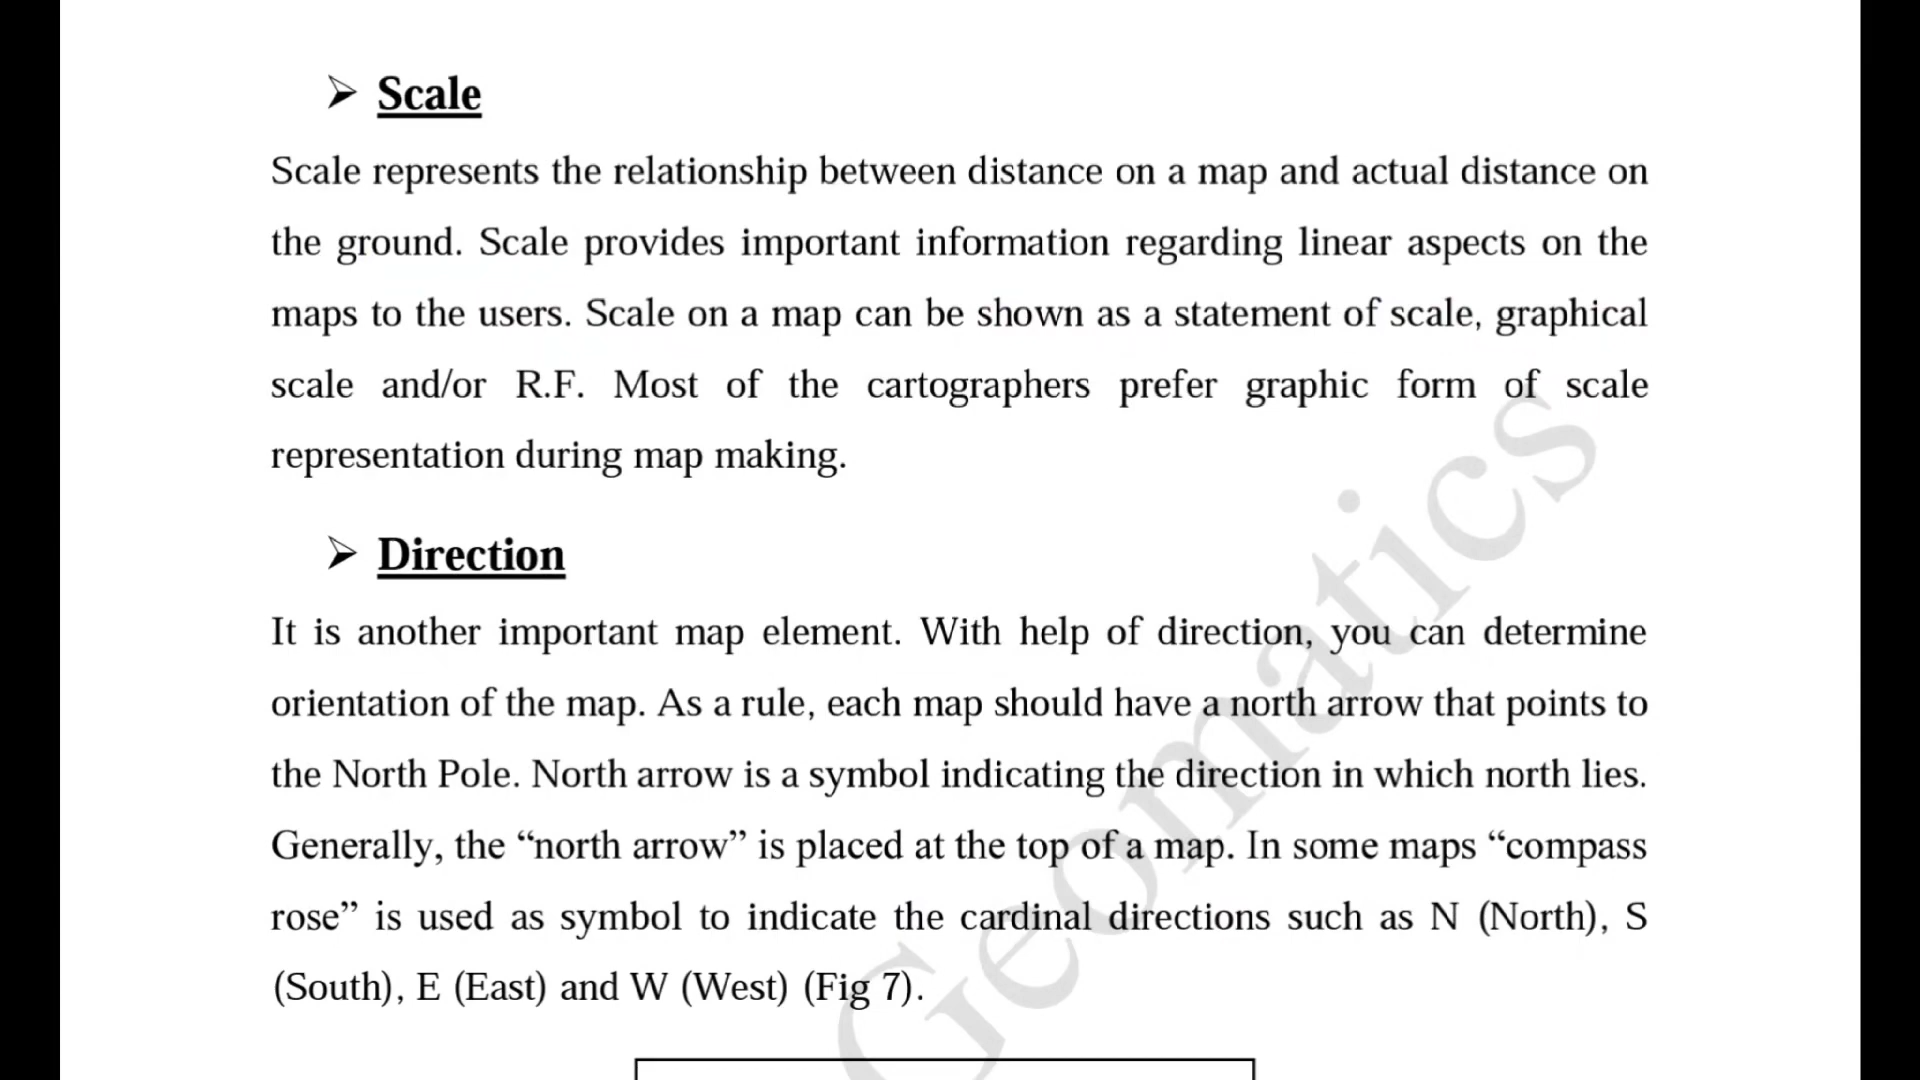 ➢ Scale
Scale represents the relationship between distance on a map and actual distance on
the ground. Scale provides important information regarding linear aspects on the
maps to the users. Scale on a map can be shown as a statement of scale, graphical
scale and/or R.F. Most of the cartographers prefer graphic form of scale
representation during map making.
➢ Direction
It is another important map element. With help of direction, you can determine
orientation of the map. As a rule, each map should have a north arrow that points to
the North Pole. North arrow is a symbol indicating the direction in which north lies.
Generally, the “north arrow” is placed at the top of a map. In some maps “compass
rose” is used as symbol to indicate the cardinal directions such as N (North), S
(South), E (East) and W (West) (Fig 7).
Geomatics